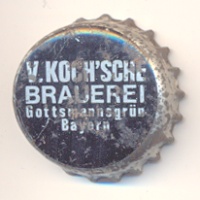 V.KOCH'SCHE
BRAUEREI
Gottsmannsgrün
Bayern